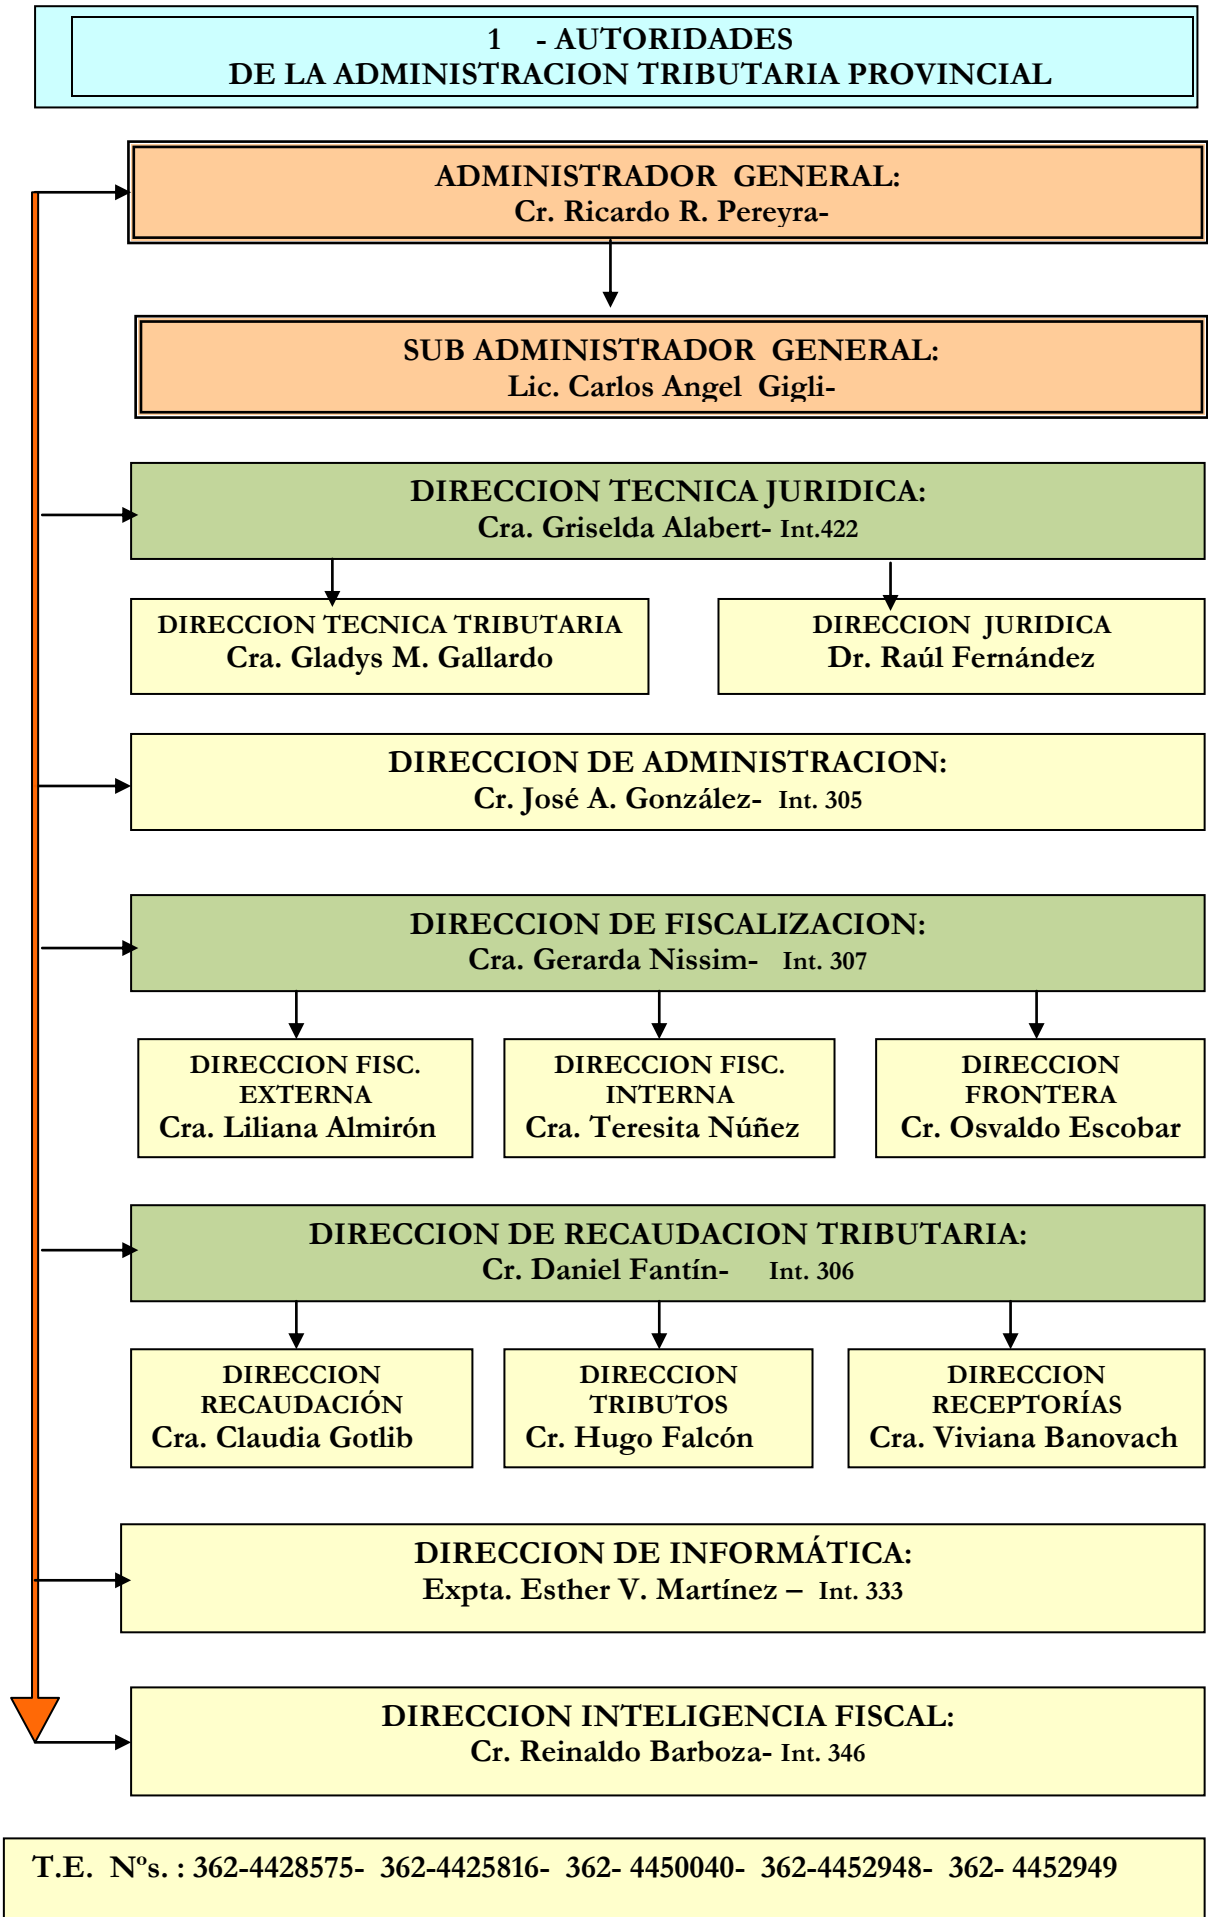 1 - AUTORIDADES
DE LA ADMINISTRACION TRIBUTARIA PROVINCIAL
ADMINISTRADOR GENERAL:
Cr. Ricardo R. Pereyra-
SUB ADMINISTRADOR GENERAL:
Lic. Carlos Angel Gigli-
DIRECCION TECNICA JURIDICA:
Cra. Griselda Alabert- Int.422
DIRECCION TECNICA TRIBUTARIA
Cra. Gladys M. Gallardo
DIRECCION JURIDICA
Dr. Raúl Fernández
DIRECCION DE ADMINISTRACION:
Cr. José A. González- Int. 305
DIRECCION DE FISCALIZACION:
Cra. Gerarda Nissim- Int. 307
DIRECCION FISC.
EXTERNA
Cra. Liliana Almirón
DIRECCION FISC.
INTERNA
Cra. Teresita Núñez
DIRECCION
FRONTERA
Cr. Osvaldo Escobar
DIRECCION DE RECAUDACION TRIBUTARIA:
Cr. Daniel Fantín- Int. 306
DIRECCION
RECAUDACIÓN
Cra. Claudia Gotlib
DIRECCION
TRIBUTOS
Cr. Hugo Falcón
DIRECCION
RECEPTORÍAS
Cra. Viviana Banovach
DIRECCION DE INFORMÁTICA:
Expta. Esther V. Martínez – Int. 333
DIRECCION INTELIGENCIA FISCAL:
Cr. Reinaldo Barboza- Int. 346
T.E. Nºs. : 362-4428575- 362-4425816- 362- 4450040- 362-4452948- 362- 4452949